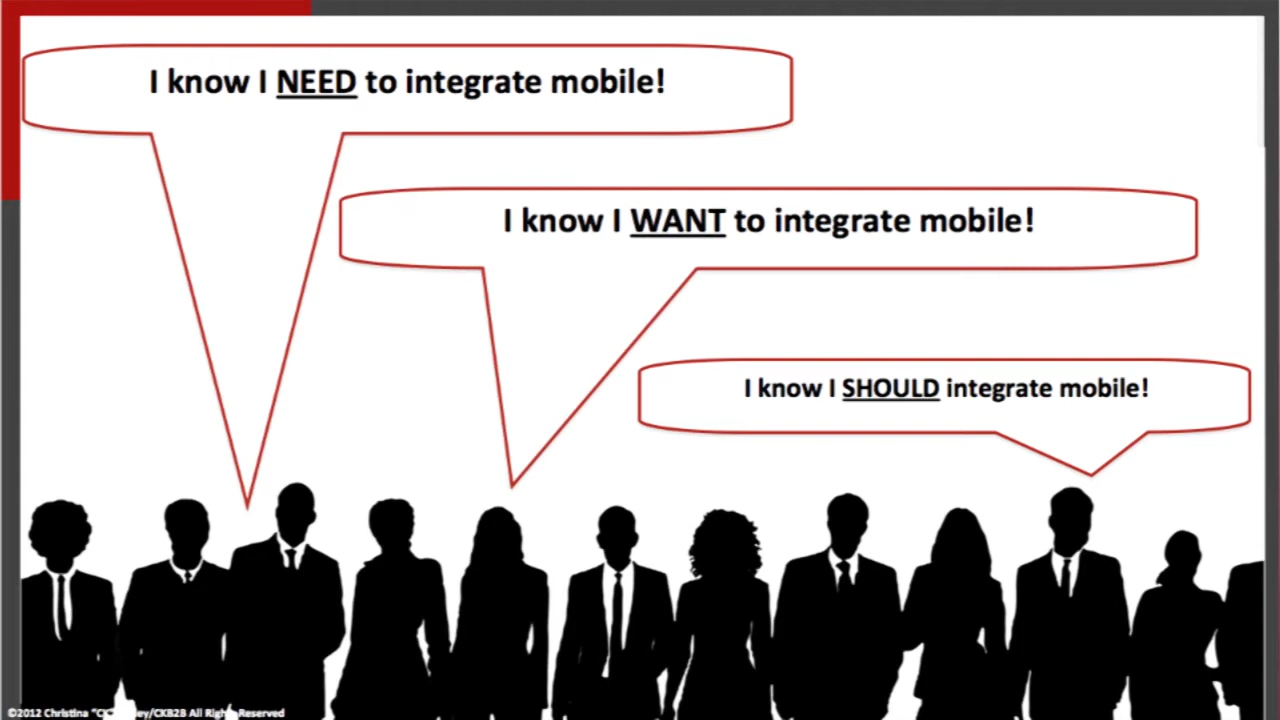 I know I NEED to integrate mobile!
I know I WANT to integrate mobile!
I know I SHOULD integrate mobile!
©2012 Christina /CKB2B All Rights Reserved